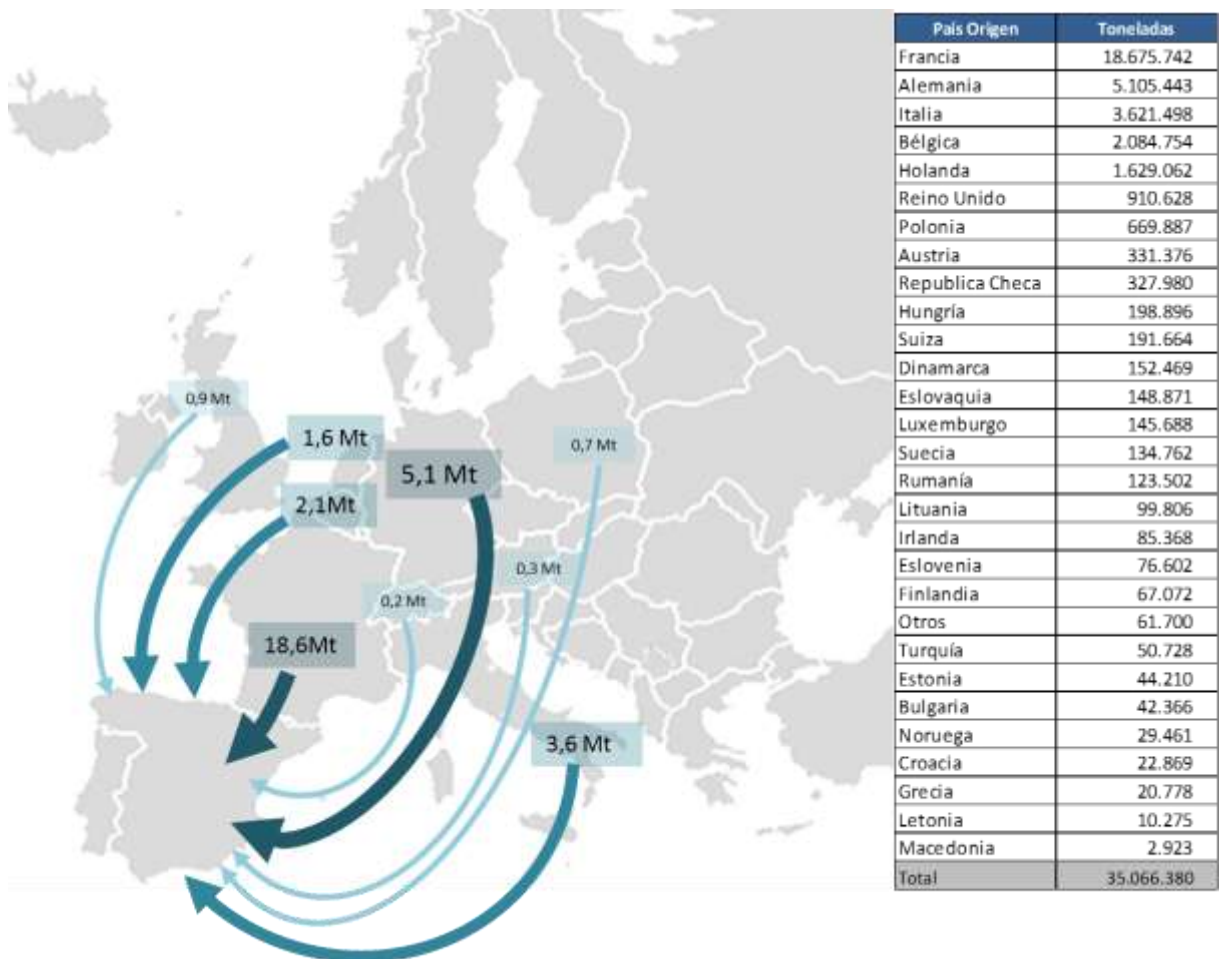 0,9 Mt
1,6 Mt
0,7 Mt
5,1 Mt
2,1Mt
0,3 Mt
0,2 Mt
18,6Mt
3,6 Mt
País Origen Toneladas
Francia 18.675.742
Alemania 5.105.443
Italia 3.621.498
Bélgica 2.084.754
Holanda 1.629.062
Reino Unido 910.628
Polonia 669.887
Austria 331.376
Republica Checa 327.980
Hungría 198.896
Suiza 191.664
Dinamarca 152.469
Eslovaquia 148.871
Luxemburgo 145.688
Suecia 134.762
Rumanía 123.502
Lituania 99.806
Irlanda 85.368
Eslovenia 76.602
Finlandia 67.072
Otros 61.700
Turquía 50.728
Estonia 44.210
Bulgaria 42.366
Noruega 29.461
Croacia 22.869
Grecia 20.778
Letonia 10.275
Macedonia 2.923
Total 35.066.380